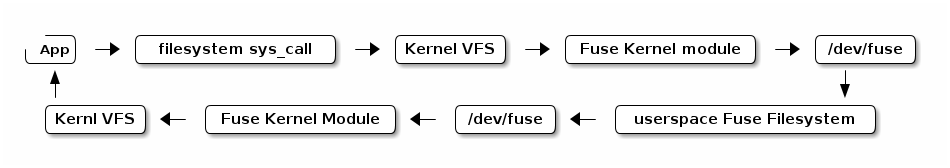 App
filesystem sys_call
Kernel VFS
Fuse Kernel module
/dev/fuse
Kernl VFS
Fuse Kernel Module
/dev/fuse
userspace Fuse Filesystem